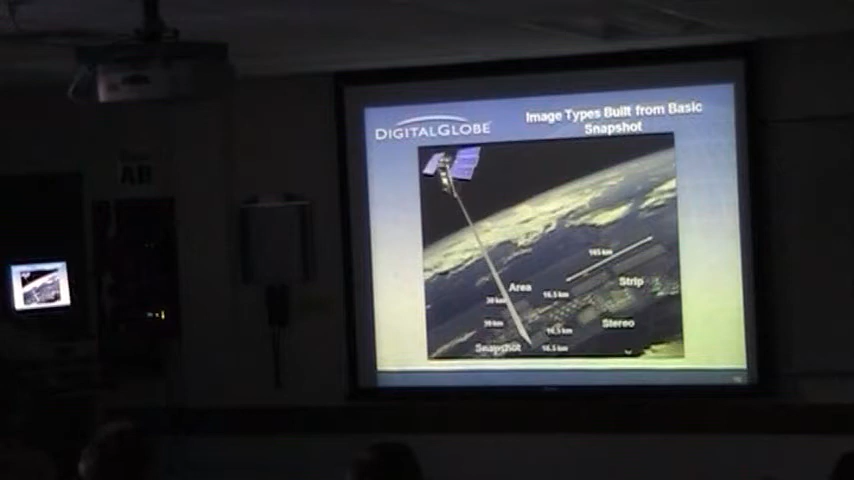 Image Types Built from Basic
Snapshot
DIGITALGLOBE
AB
165 km
Area
Strip
16.5 km
Stereo
16.5 km
Snapshot
16.5 km